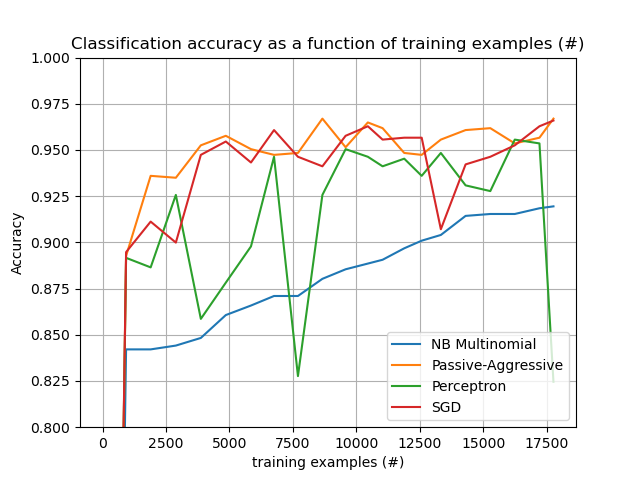 Classification accuracy as a function of training examples (#)
1.000
0.975
0.950
0.925
0.900
0.875
0.850
0.825
0.800
Accuracy
NB Multinomial
Passive-Aggressive
Perceptron
SGD
0 2500 5000 7500 10000 12500 15000 17500
training examples (#)